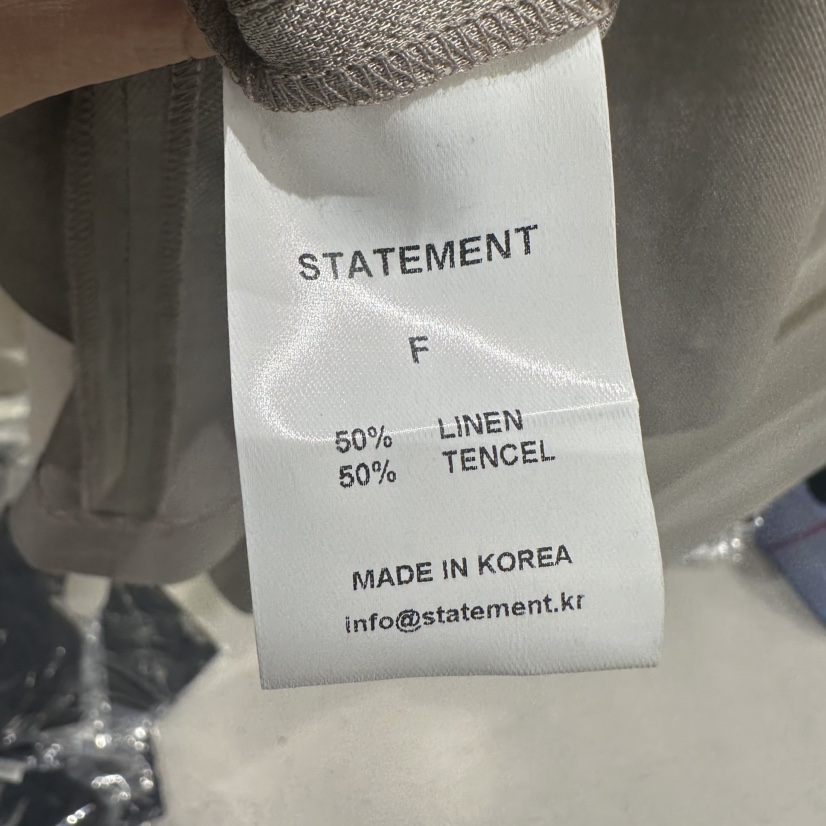 STATEMENT
F
50% LINEN
50% TENCEL
MADE IN KOREA
info@statement.kr